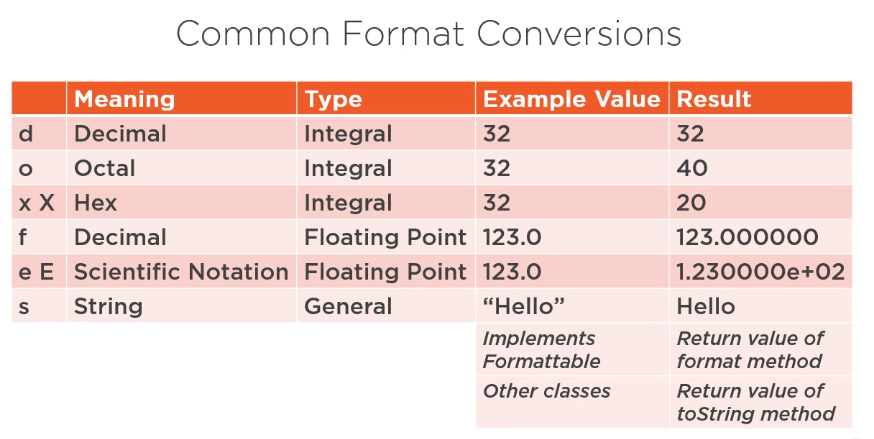 Common Format Conversions
Meaning Type Example Value Result
d Decimal Integral 32 32
o Octal Integral 32 40
x X Hex Integral 32 20
f Decimal Floating Point 123.0 123.000000
e E Scientific Notation Floating Point 123.0 1.230000e+02
s String General “Hello” Hello
Implements Return value of
Formattable format method
Other classes Return value of
toString method